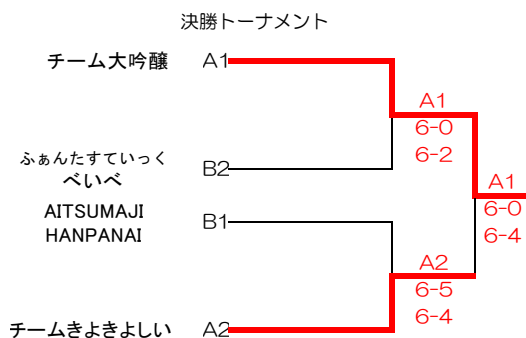 決勝トーナメント
チーム大吟醸 A1
A1
6-0
6-2
ふぁんたすていっく
べいべ
B2
A1
6-0
6-4
AITSUMAJI
HANPANAI
B1
A2
6-5
6-4
チームきよきよしい A2